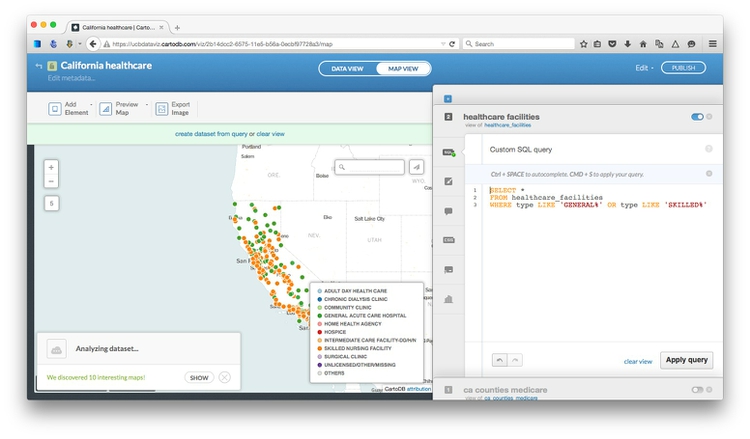 California healthcare | Carto...
https://ucbdataviz.cartodb.com/viz/2b14dcc2-6575-11e5-b56a-0ecbf97728a3/map
Search
California healthcare
Edit metadata...
DATA VIEW
MAP VIEW
Edit
PUBLISH
Add
Element
Preview
Map
Export
Image
create dataset from query or clear view
2
healthcare facilities
view of healthcare_facilities
SQL
Custom SQL query
Ctrl + SPACE to autocomplete. CMD + S to apply your query.
1 SELECT *
2 FROM healthcare_facilities
3 WHERE type LIKE 'GENERAL%' OR type LIKE 'SKILLED%'
CSS
Portland
Salem
ORE.
Boise
WYO.
5
Elko
Salt Lake City
NEV.
UTAH
San F
San
ADULT DAY HEALTH CARE
CHRONIC DIALYSIS CLINIC
COMMUNITY CLINIC
GENERAL ACUTE CARE HOSPITAL
HOME HEALTH AGENCY
HOSPICE
INTERMEDIATE CARE FACILITY-DD/H/N
SKILLED NURSING FACILITY
SURGICAL CLINIC
UNLICENSED/OTHER/MISSING
OTHERS
CartoDB attribution
Analyzing dataset...
We discovered 10 interesting maps!
SHOW
clear view
Apply query
1
ca counties medicare
view of ca_counties_medicare